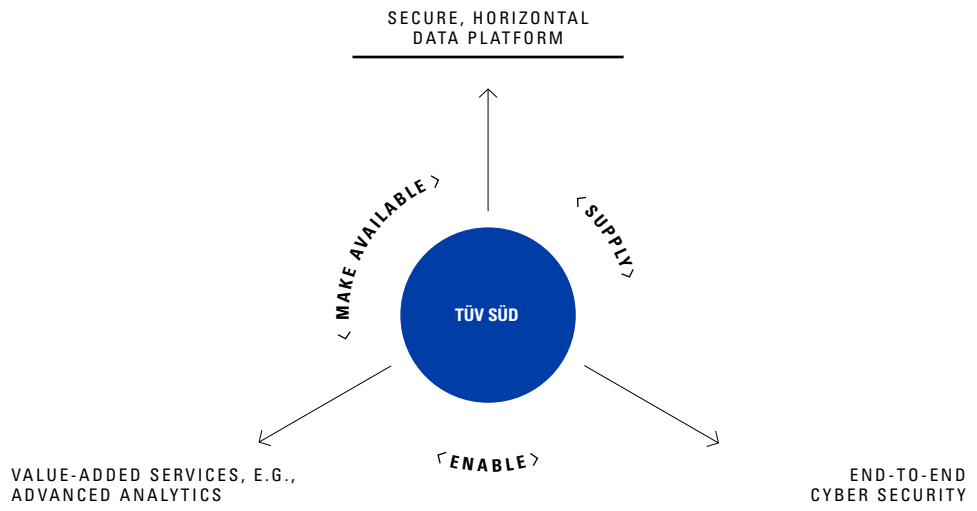 SECURE, HORIZONTAL
DATA PLATFORM
< MAKE AVAILABLE >
< SUPPLY >
TÜV SÜD
< ENABLE >
VALUE-ADDED SERVICES, E.G.,
ADVANCED ANALYTICS
END-TO-END
CYBER SECURITY